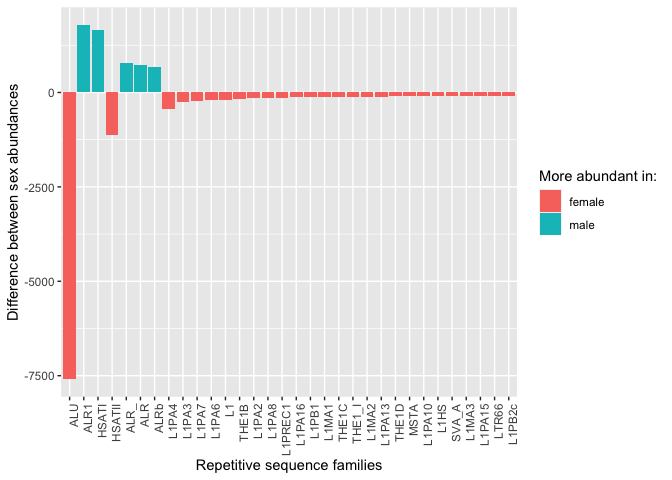 0
-2500
-5000
-7500
Difference between sex abundances
ALU
ALR1
HSATI
HSATII
ALR_
ALR
ALRb
L1PA4
L1PA3
L1PA7
L1PA6
L1
THE1B
L1PA2
L1PA8
L1PREC1
L1PA16
L1PB1
L1MA1
THE1C
THE1_I
L1MA2
L1PA13
THE1D
MSTA
L1PA10
L1HS
SVA_A
L1MA3
L1PA15
LTR66
L1PB2c
Repetitive sequence families
More abundant in:
female
male